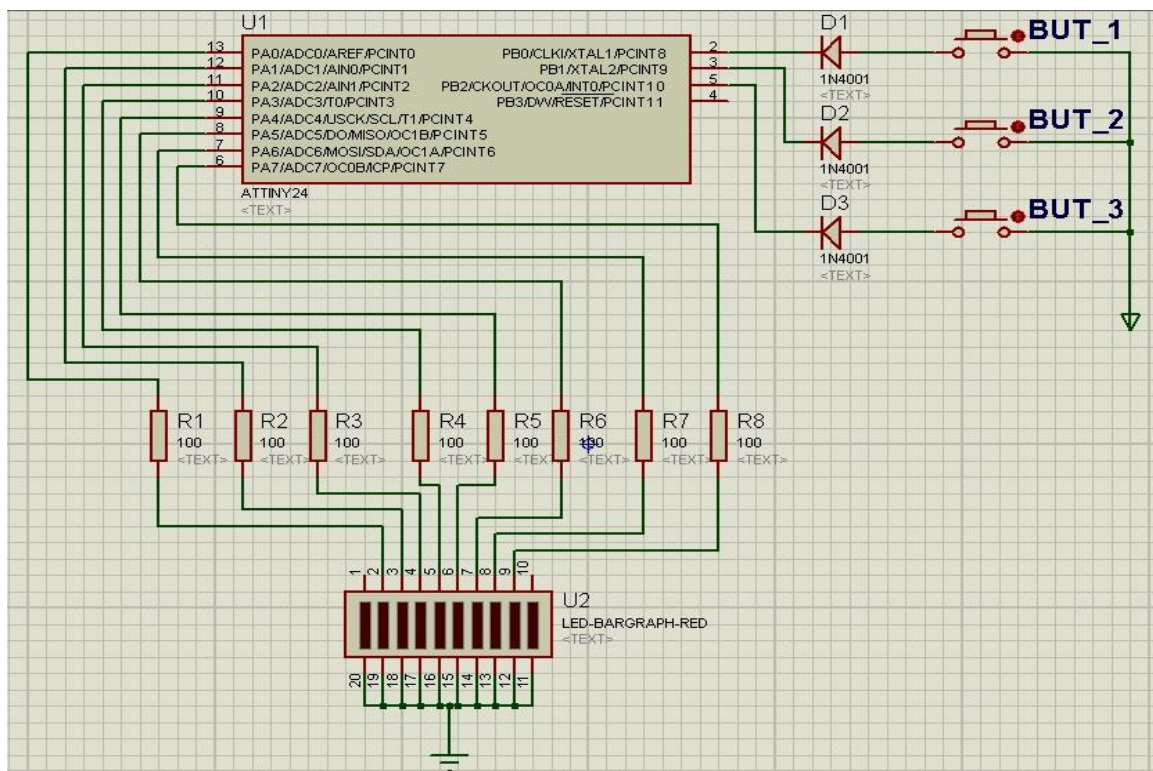 U1
13 PA0/ADC0/AREF/PCINT0 PB0/CLKI/XTAL1/PCINT8 2
12 PA1/ADC1/AIN0/PCINT1 PB1/XTAL2/PCINT9 3
11 PA2/ADC2/AIN1/PCINT2 PB2/CKOUT/OC0A/INT0/PCINT10 5
10 PA3/ADC3/T0/PCINT3 PB3/DW/RESET/PCINT11 4
9 PA4/ADC4/USCK/SCL/T1/PCINT4
8 PA5/ADC5/DO/MISO/OC1B/PCINT5
7 PA6/ADC6/MOSI/SDA/OC1A/PCINT6
6 PA7/ADC7/OC0B/ICP/PCINT7
ATTINY24
<TEXT>
D1
1N4001
<TEXT>
BUT_1
D2
1N4001
<TEXT>
BUT_2
D3
1N4001
<TEXT>
BUT_3
R1
100
<TEXT>
R2
100
<TEXT>
R3
100
<TEXT>
R4
100
<TEXT>
R5
100
<TEXT>
R6
100
<TEXT>
R7
100
<TEXT>
R8
100
<TEXT>
1 2 3 4 5 6 7 8 9 10
U2
LED-BARGRAPH-RED
<TEXT>
20 19 18 17 16 15 14 13 12 11